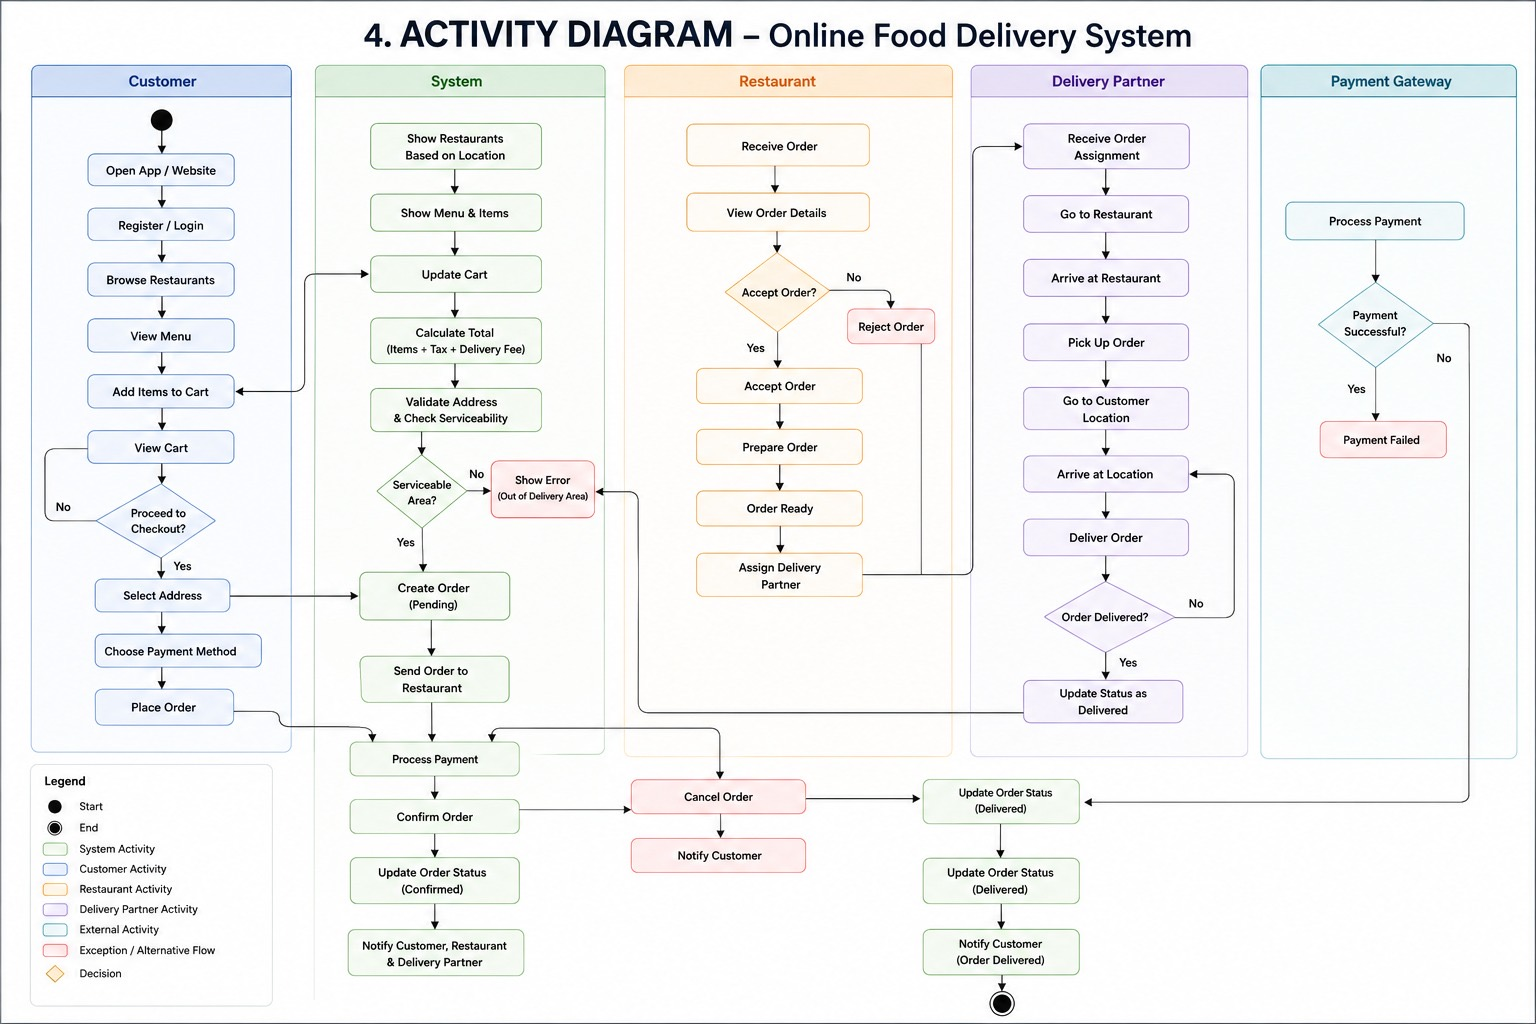 4. ACTIVITY DIAGRAM – Online Food Delivery System
Customer
Open App / Website
Register / Login
Browse Restaurants
View Menu
Add Items to Cart
View Cart
No
Proceed to
Checkout?
Yes
Select Address
Choose Payment Method
Place Order
System
Show Restaurants
Based on Location
Show Menu & Items
Update Cart
Calculate Total
(Items + Tax + Delivery Fee)
Validate Address
& Check Serviceability
Serviceable
Area?
No
Show Error
(Out of Delivery Area)
Yes
Create Order
(Pending)
Send Order to
Restaurant
Process Payment
Confirm Order
Update Order Status
(Confirmed)
Notify Customer, Restaurant
& Delivery Partner
Restaurant
Receive Order
View Order Details
Accept Order?
No
Reject Order
Yes
Accept Order
Prepare Order
Order Ready
Assign Delivery
Partner
Cancel Order
Notify Customer
Delivery Partner
Receive Order
Assignment
Go to Restaurant
Arrive at Restaurant
Pick Up Order
Go to Customer
Location
Arrive at Location
Deliver Order
Order Delivered?
No
Yes
Update Status as
Delivered
Update Order Status
(Delivered)
Update Order Status
(Delivered)
Notify Customer
(Order Delivered)
Payment Gateway
Process Payment
Payment
Successful?
No
Yes
Payment Failed
Legend
Start
End
System Activity
Customer Activity
Restaurant Activity
Delivery Partner Activity
External Activity
Exception / Alternative Flow
Decision